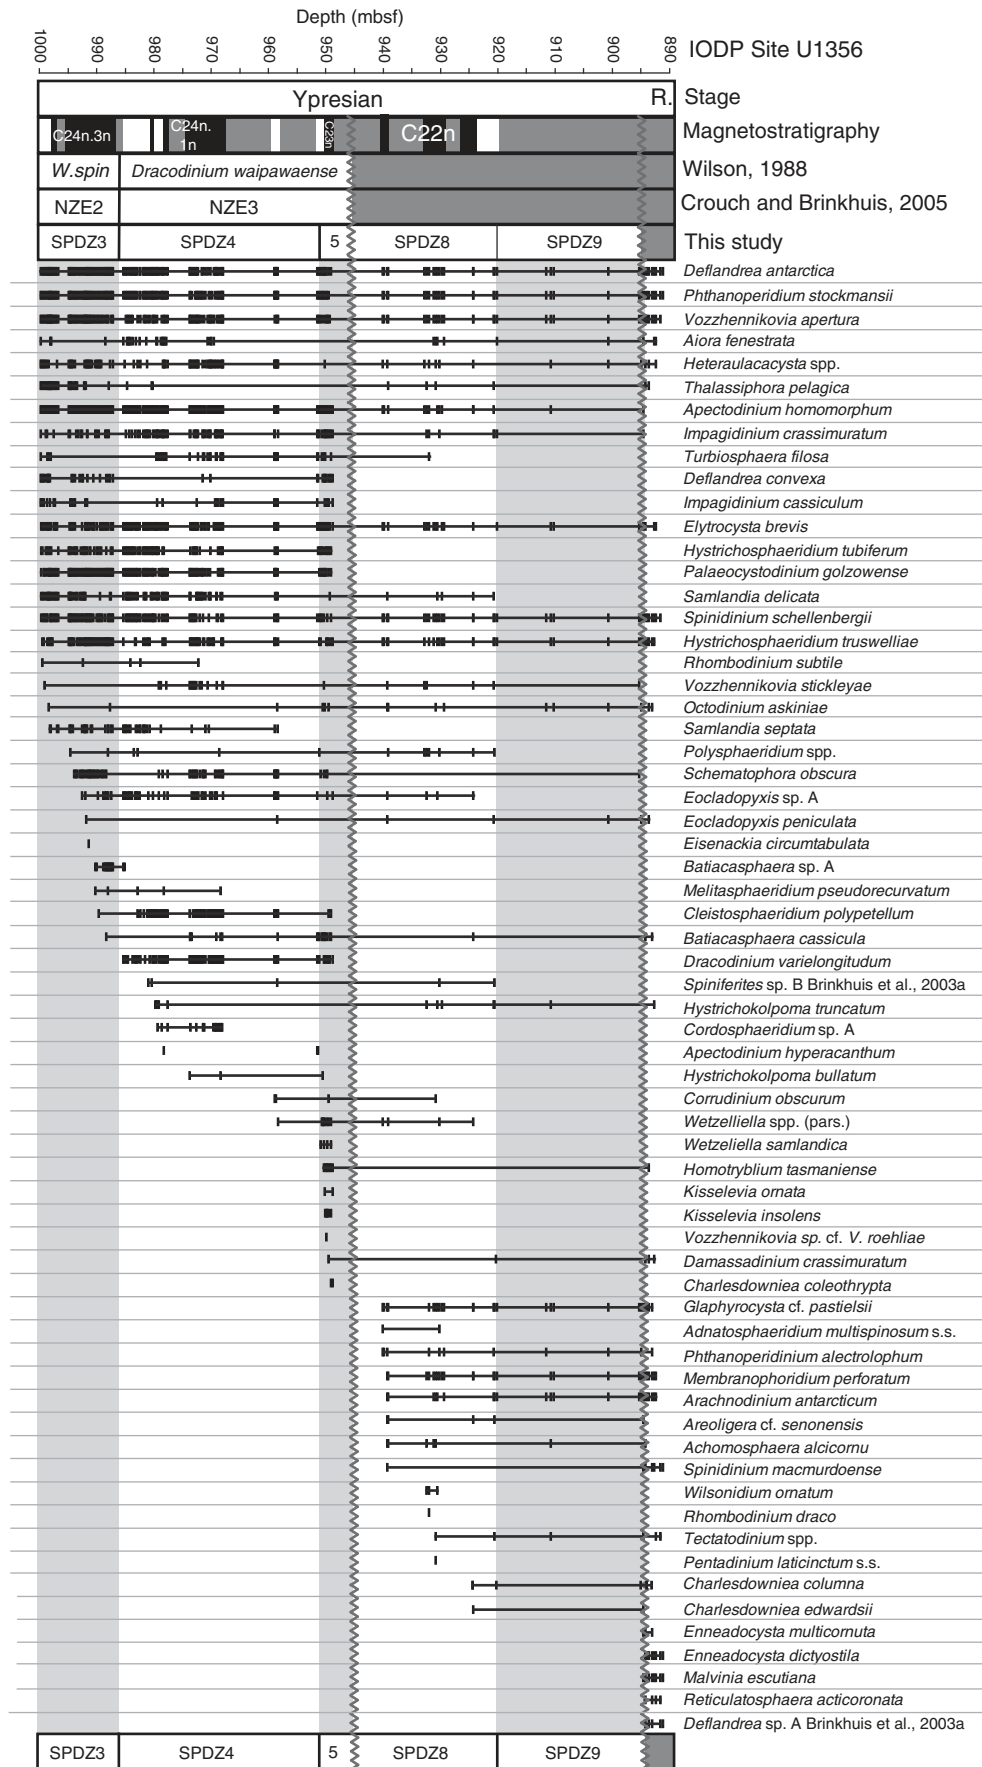 Depth (mbsf)
1000 990 980 970 960 950 940 930 920 910 900 890
IODP Site U1356
Ypresian R. Stage
C24n.3n C24n.1n C23n C22n Magnetostratigraphy
W.spin Dracodinium waipawaense Wilson, 1988
NZE2 NZE3 Crouch and Brinkhuis, 2005
SPDZ3 SPDZ4 5 SPDZ8 SPDZ9 This study
Deflandrea antarctica
Phthanoperidium stockmansii
Vozzhennikovia apertura
Aiora fenestrata
Heteraulacacysta spp.
Thalassiphora pelagica
Apectodinium homomorphum
Impagidinium crassimuratum
Turbiosphaera filosa
Deflandrea convexa
Impagidinium cassiculum
Elytrocysta brevis
Hystrichosphaeridium tubiferum
Palaeocystodinium golzowense
Samlandia delicata
Spinidinium schellenbergii
Hystrichosphaeridium truswelliae
Rhombodinium subtile
Vozzhennikovia stickleyae
Octodinium askiniae
Samlandia septata
Polysphaeridium spp.
Schematophora obscura
Eocladopyxis sp. A
Eocladopyxis peniculata
Eisenackia circumtabulata
Batiacasphaera sp. A
Melitasphaeridium pseudorecurvatum
Cleistosphaeridium polypetellum
Batiacasphaera cassicula
Dracodinium varielongitudum
Spiniferites sp. B Brinkhuis et al., 2003a
Hystrichokolpoma truncatum
Cordosphaeridium sp. A
Apectodinium hyperacanthum
Hystrichokolpoma bullatum
Corrudinium obscurum
Wetzelliella spp. (pars.)
Wetzeliella samlandica
Homotryblium tasmaniense
Kisselevia ornata
Kisselevia insolens
Vozzhennikovia sp. cf. V. roehliae
Damassadinium crassimuratum
Charlesdowniea coleothrypta
Glaphyrocysta cf. pastielsii
Adnatosphaeridium multispinosum s.s.
Phthanoperidinium alectrolophum
Membranophoridium perforatum
Arachnodinium antarcticum
Areoligera cf. senonensis
Achomosphaera alcicornu
Spinidinium macmurdoense
Wilsonidium ornatum
Rhombodinium draco
Tectatodinium spp.
Pentadinium laticinctum s.s.
Charlesdowniea columna
Charlesdowniea edwardsii
Enneadocysta multicornuta
Enneadocysta dictyostila
Malvinia escutiana
Reticulatosphaera acticoronata
Deflandrea sp. A Brinkhuis et al., 2003a
SPDZ3 SPDZ4 5 SPDZ8 SPDZ9